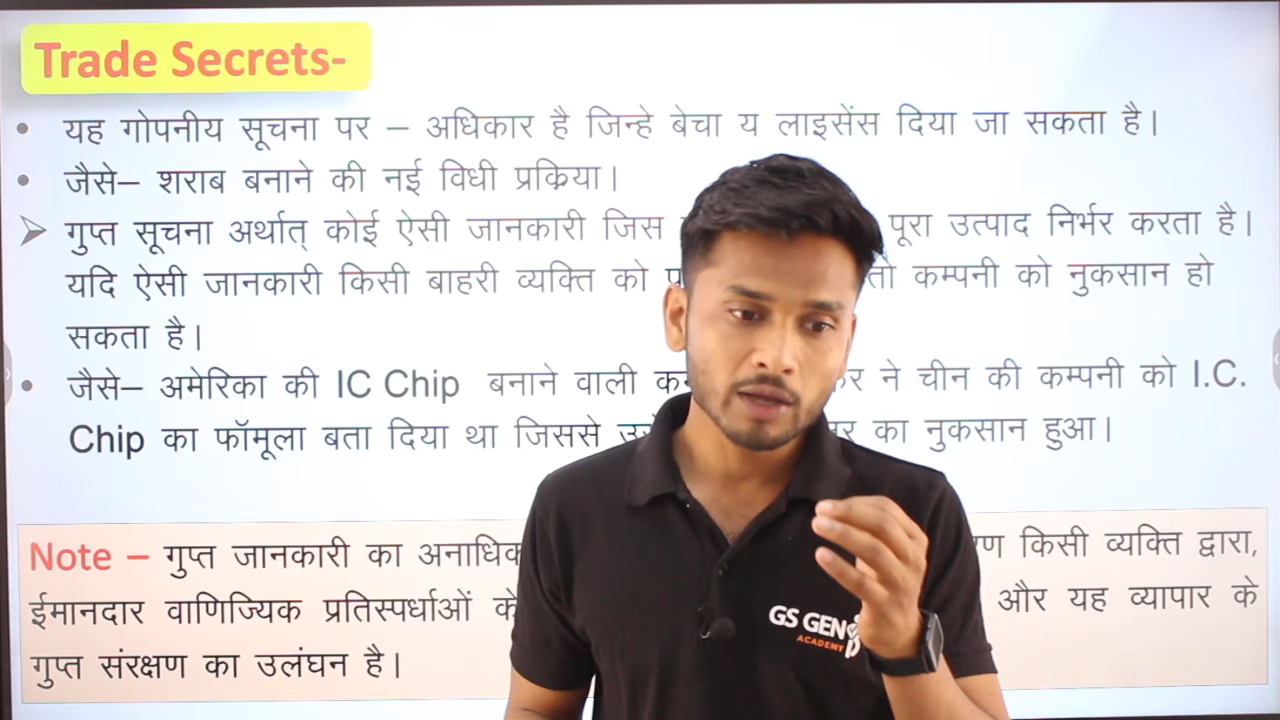 Trade Secrets-
• यह गोपनीय सूचना पर – अधिकार है जिन्हे बेचा य लाइसेंस दिया जा सकता है।
• जैसे– शराब बनाने की नई विधी प्रक्रिया।
➢ गुप्त सूचना अर्थात् कोई ऐसी जानकारी जिस पूरा उत्पाद निर्भर करता है।
यदि ऐसी जानकारी किसी बाहरी व्यक्ति को तो कम्पनी को नुकसान हो
सकता है।
• जैसे– अमेरिका की IC Chip बनाने वाली ने चीन की कम्पनी को I.C.
Chip का फॉमूला बता दिया था जिससे का नुकसान हुआ।
Note – गुप्त जानकारी का किसी व्यक्ति द्वारा,
ईमानदार वाणिज्यिक प्रतिस्पर्धाओं और यह व्यापार के
गुप्त संरक्षण का उलंघन है।
GS GEN
ACADEMY